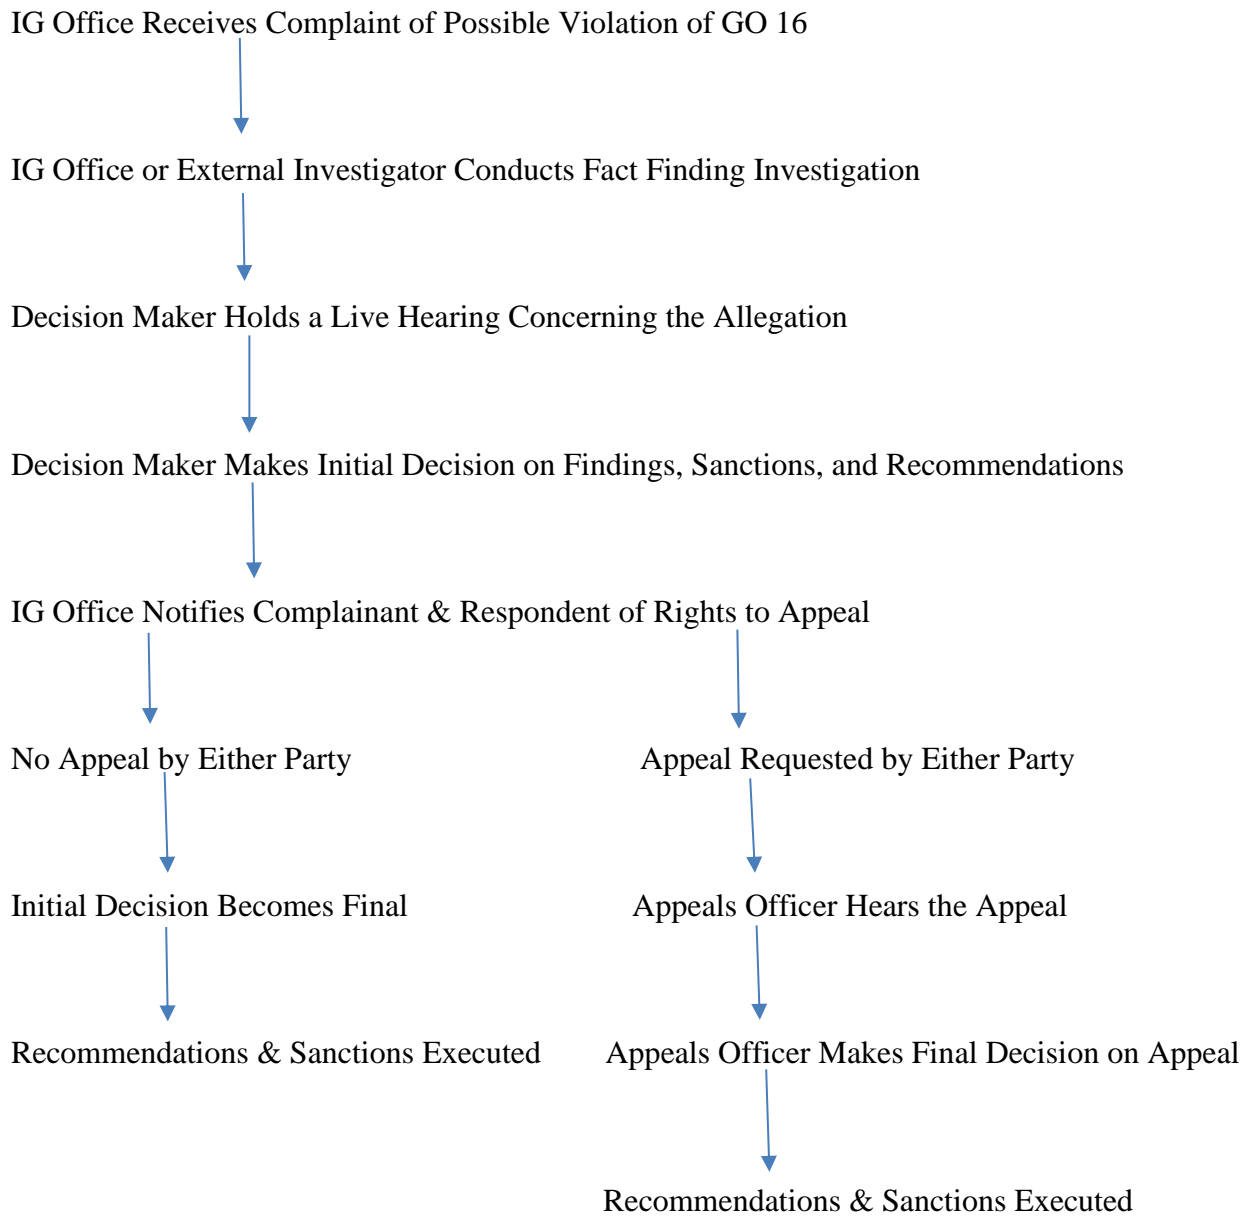 IG Office Receives Complaint of Possible Violation of GO 16
IG Office or External Investigator Conducts Fact Finding Investigation
Decision Maker Holds a Live Hearing Concerning the Allegation
Decision Maker Makes Initial Decision on Findings, Sanctions, and Recommendations
IG Office Notifies Complainant & Respondent of Rights to Appeal
No Appeal by Either Party
Appeal Requested by Either Party
Initial Decision Becomes Final
Appeals Officer Hears the Appeal
Recommendations & Sanctions Executed
Appeals Officer Makes Final Decision on Appeal
Recommendations & Sanctions Executed